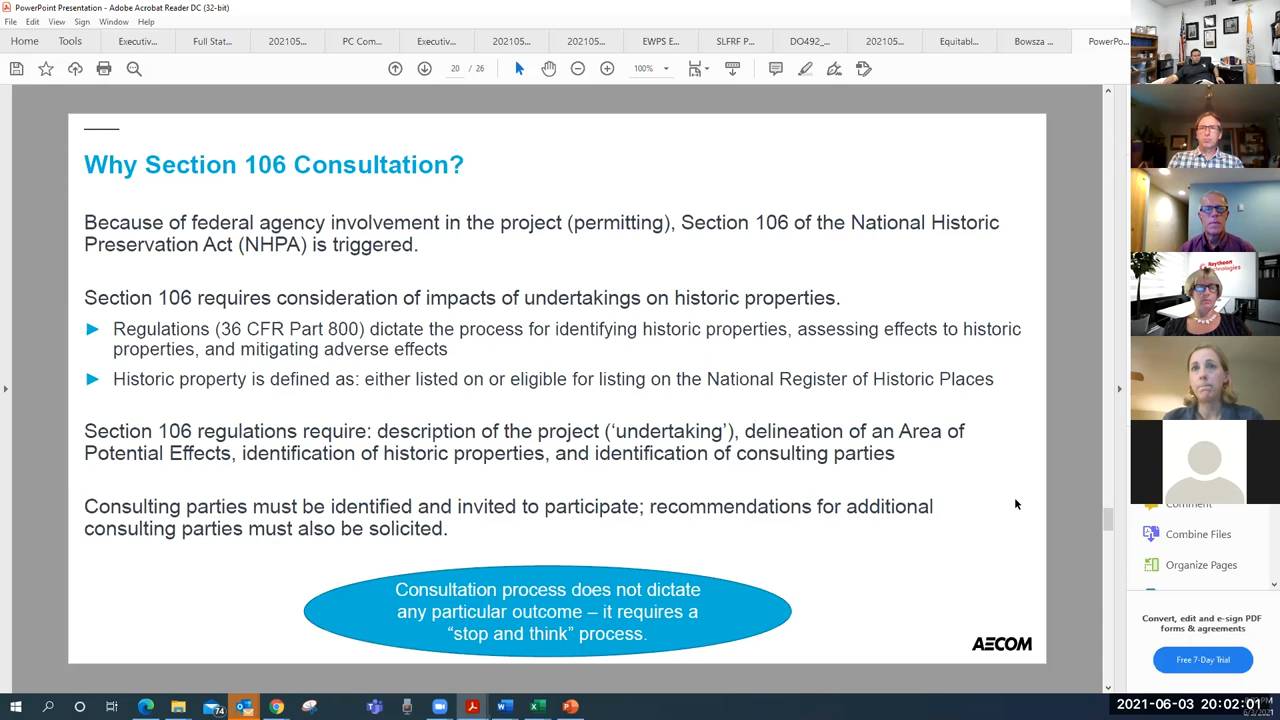 PowerPoint Presentation - Adobe Acrobat Reader DC (32-bit)
File Edit View Sign Window Help
Home Tools Executiv... Full Stat... 202105... PC Com... Executiv... 202105... 202105... EWPS E... SLFRF P... DO492_... 202105... Equitabl... Bowsza ... PowerPo...
20 / 26 100%
Why Section 106 Consultation?
Because of federal agency involvement in the project (permitting), Section 106 of the National Historic
Preservation Act (NHPA) is triggered.
Section 106 requires consideration of impacts of undertakings on historic properties.
Regulations (36 CFR Part 800) dictate the process for identifying historic properties, assessing effects to historic
properties, and mitigating adverse effects
Historic property is defined as: either listed on or eligible for listing on the National Register of Historic Places
Section 106 regulations require: description of the project (‘undertaking’), delineation of an Area of
Potential Effects, identification of historic properties, and identification of consulting parties
Consulting parties must be identified and invited to participate; recommendations for additional
consulting parties must also be solicited.
Consultation process does not dictate
any particular outcome – it requires a
“stop and think” process.
AECOM
Raytheon
Technologies
Comment
Combine Files
Organize Pages
Convert, edit and e-sign PDF
forms & agreements
Free 7-Day Trial
74
2021-06-03 20:02:01
6/3/2021